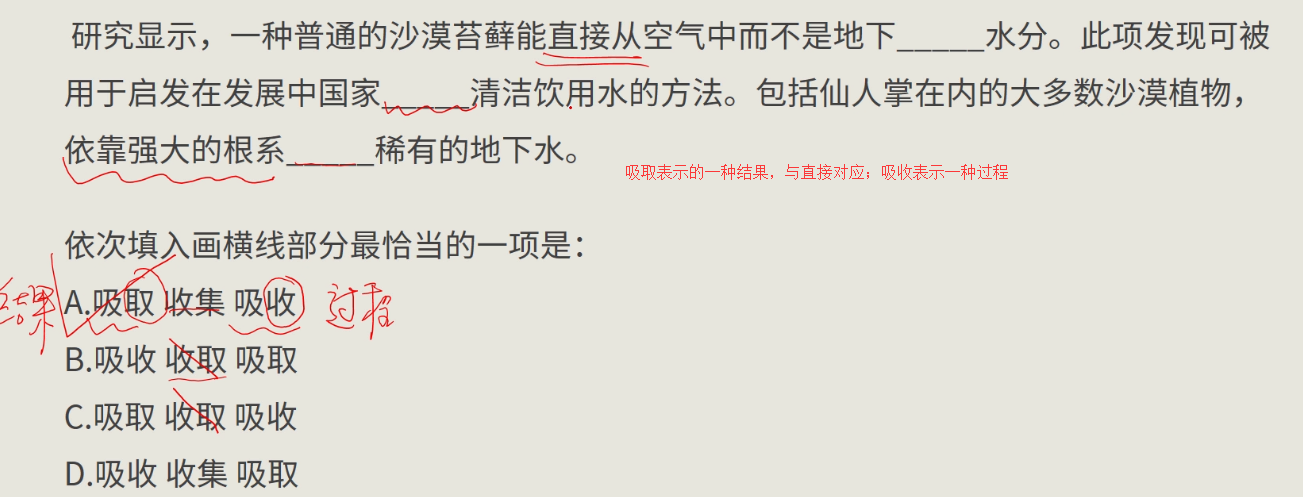 研究显示，一种普通的沙漠苔藓能直接从空气中而不是地下_____水分。此项发现可被
用于启发在发展中国家_____清洁饮用水的方法。包括仙人掌在内的大多数沙漠植物，
依靠强大的根系_____稀有的地下水。
吸取表示的一种结果，与直接对应；吸收表示一种过程
依次填入画横线部分最恰当的一项是：
结果 A.吸取 收集 吸收 过程
B.吸收 收取 吸取
C.吸取 收取 吸收
D.吸收 收集 吸取